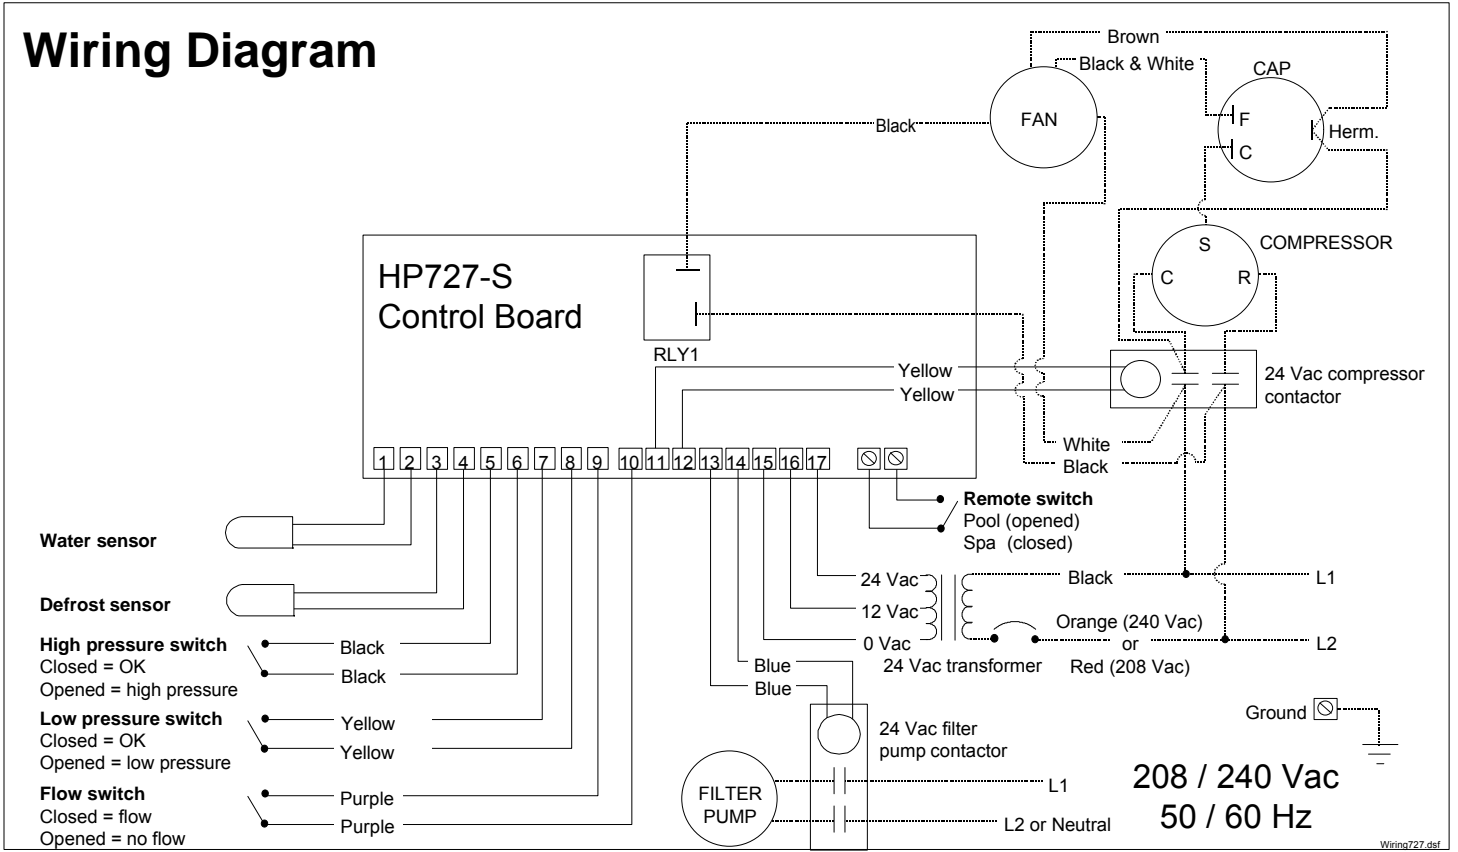 Wiring Diagram
Brown
Black & White
CAP
FAN
F
Herm.
C
Black
S
COMPRESSOR
C
R
HP727-S
Control Board
RLY1
Yellow
Yellow
24 Vac compressor
contactor
White
Black
1 2 3 4 5 6 7 8 9 10 11 12 13 14 15 16 17
Remote switch
Pool (opened)
Spa (closed)
Water sensor
Defrost sensor
24 Vac
12 Vac
0 Vac
24 Vac transformer
Black
L1
Orange (240 Vac)
or
Red (208 Vac)
L2
High pressure switch
Closed = OK
Opened = high pressure
Black
Black
Blue
Blue
Low pressure switch
Closed = OK
Opened = low pressure
Yellow
Yellow
Ground
24 Vac filter
pump contactor
Flow switch
Closed = flow
Opened = no flow
Purple
Purple
FILTER
PUMP
L1
L2 or Neutral
208 / 240 Vac
50 / 60 Hz
Wiring727.dsf